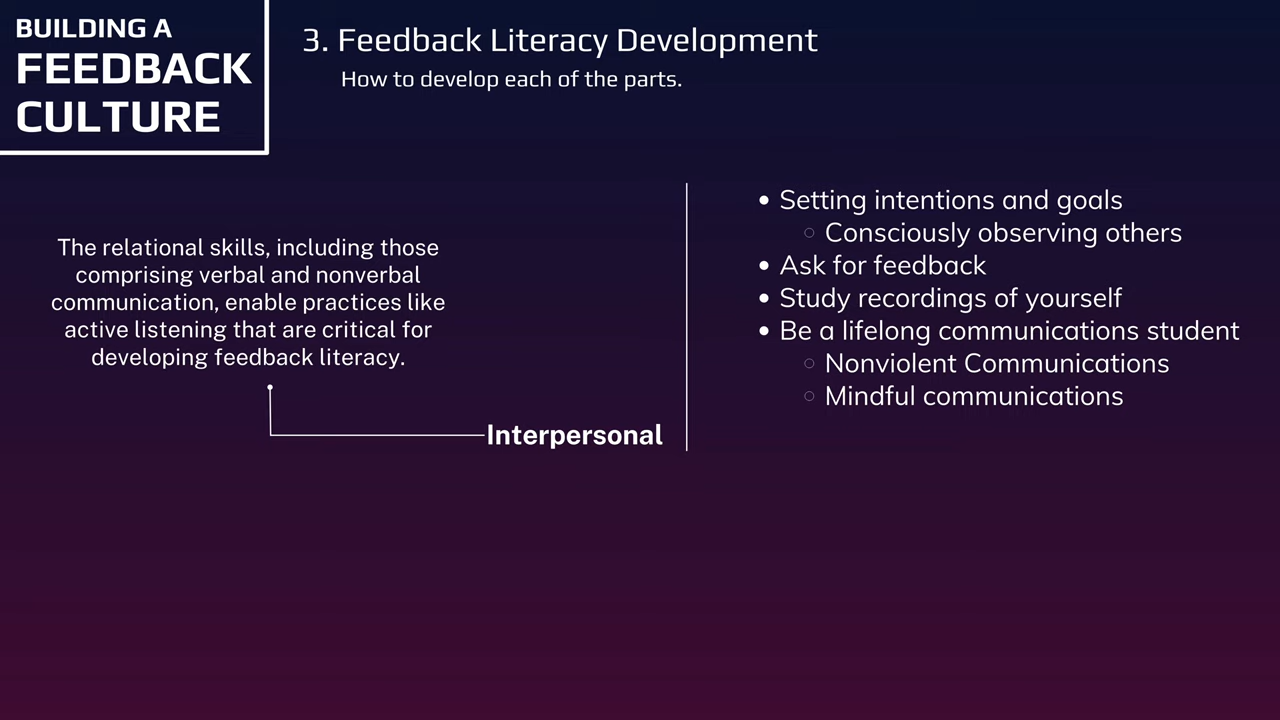 BUILDING A
FEEDBACK
CULTURE
3. Feedback Literacy Development
How to develop each of the parts.
The relational skills, including those
comprising verbal and nonverbal
communication, enable practices like
active listening that are critical for
developing feedback literacy.
Interpersonal
• Setting intentions and goals
○ Consciously observing others
• Ask for feedback
• Study recordings of yourself
• Be a lifelong communications student
○ Nonviolent Communications
○ Mindful communications